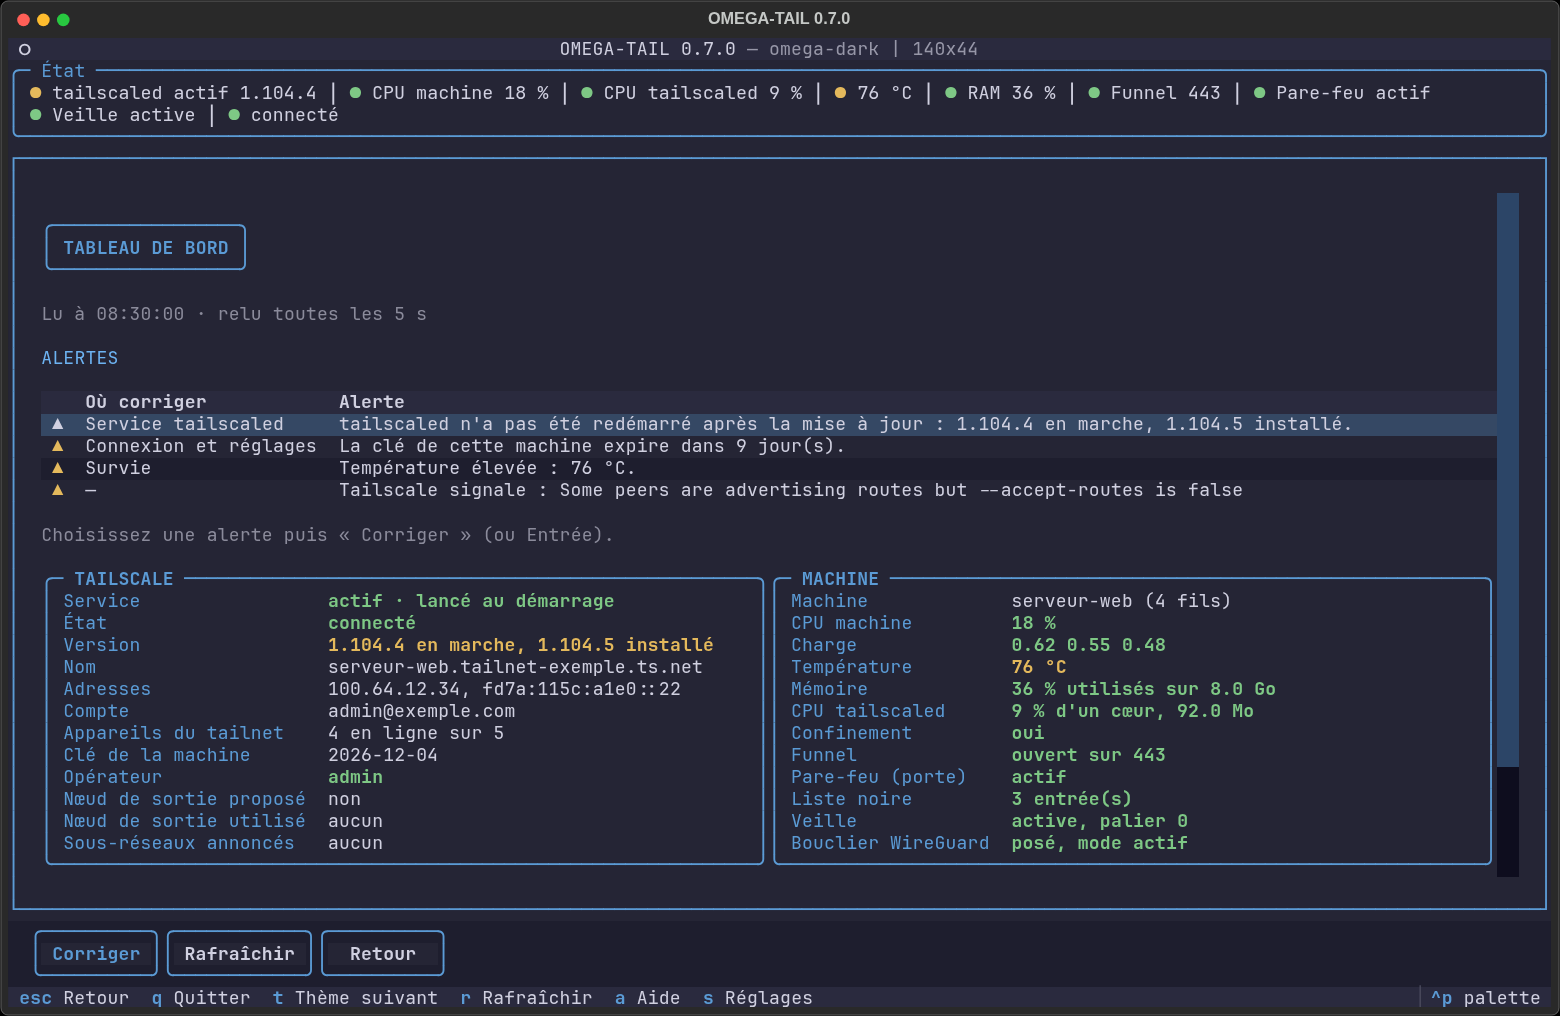 OMEGA-TAIL 0.7.0
OMEGA-TAIL 0.7.0 — omega-dark | 140x44
État
● tailscaled actif 1.104.4 │ ● CPU machine 18 % │ ● CPU tailscaled 9 % │ ● 76 °C │ ● RAM 36 % │ ● Funnel 443 │ ● Pare-feu actif
● Veille active │ ● connecté
TABLEAU DE BORD
Lu à 08:30:00 · relu toutes les 5 s
ALERTES
Où corriger Alerte
▲ Service tailscaled tailscaled n'a pas été redémarré après la mise à jour : 1.104.4 en marche, 1.104.5 installé.
▲ Connexion et réglages La clé de cette machine expire dans 9 jour(s).
▲ Survie Température élevée : 76 °C.
▲ — Tailscale signale : Some peers are advertising routes but --accept-routes is false
Choisissez une alerte puis « Corriger » (ou Entrée).
TAILSCALE
Service actif · lancé au démarrage
État connecté
Version 1.104.4 en marche, 1.104.5 installé
Nom serveur-web.tailnet-exemple.ts.net
Adresses 100.64.12.34, fd7a:115c:a1e0::22
Compte admin@exemple.com
Appareils du tailnet 4 en ligne sur 5
Clé de la machine 2026-12-04
Opérateur admin
Nœud de sortie proposé non
Nœud de sortie utilisé aucun
Sous-réseaux annoncés aucun
MACHINE
Machine serveur-web (4 fils)
CPU machine 18 %
Charge 0.62 0.55 0.48
Température 76 °C
Mémoire 36 % utilisés sur 8.0 Go
CPU tailscaled 9 % d'un cœur, 92.0 Mo
Confinement oui
Funnel ouvert sur 443
Pare-feu (porte) actif
Liste noire 3 entrée(s)
Veille active, palier 0
Bouclier WireGuard posé, mode actif
Corriger Rafraîchir Retour
esc Retour q Quitter t Thème suivant r Rafraîchir a Aide s Réglages ^p palette